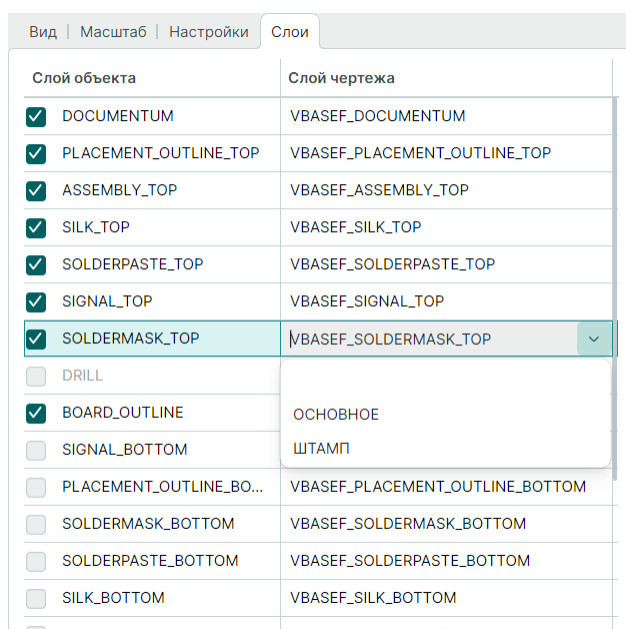 Вид | Масштаб | Настройки Слои
Слой объекта Слой чертежа
DOCUMENTUM VBASEF_DOCUMENTUM
PLACEMENT_OUTLINE_TOP VBASEF_PLACEMENT_OUTLINE_TOP
ASSEMBLY_TOP VBASEF_ASSEMBLY_TOP
SILK_TOP VBASEF_SILK_TOP
SOLDERPASTE_TOP VBASEF_SOLDERPASTE_TOP
SIGNAL_TOP VBASEF_SIGNAL_TOP
SOLDERMASK_TOP VBASEF_SOLDERMASK_TOP
DRILL
BOARD_OUTLINE ОСНОВНОЕ
SIGNAL_BOTTOM ШТАМП
PLACEMENT_OUTLINE_BO... VBASEF_PLACEMENT_OUTLINE_BOTTOM
SOLDERMASK_BOTTOM VBASEF_SOLDERMASK_BOTTOM
SOLDERPASTE_BOTTOM VBASEF_SOLDERPASTE_BOTTOM
SILK_BOTTOM VBASEF_SILK_BOTTOM